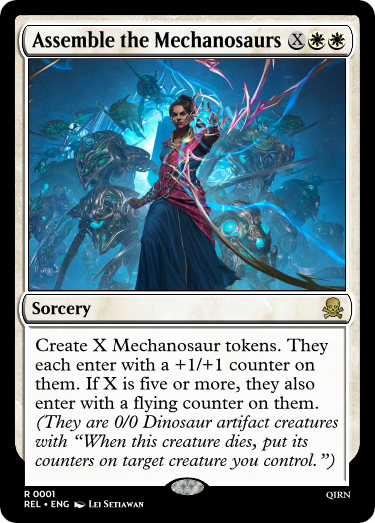 Assemble the Mechanosaurs X
Sorcery
Create X Mechanosaur tokens. They
each enter with a +1/+1 counter on
them. If X is five or more, they also
enter with a flying counter on them.
(They are 0/0 Dinosaur artifact creatures
with “When this creature dies, put its
counters on target creature you control.”)
R 0001
QIRN
REL • ENG Lei Setiawan